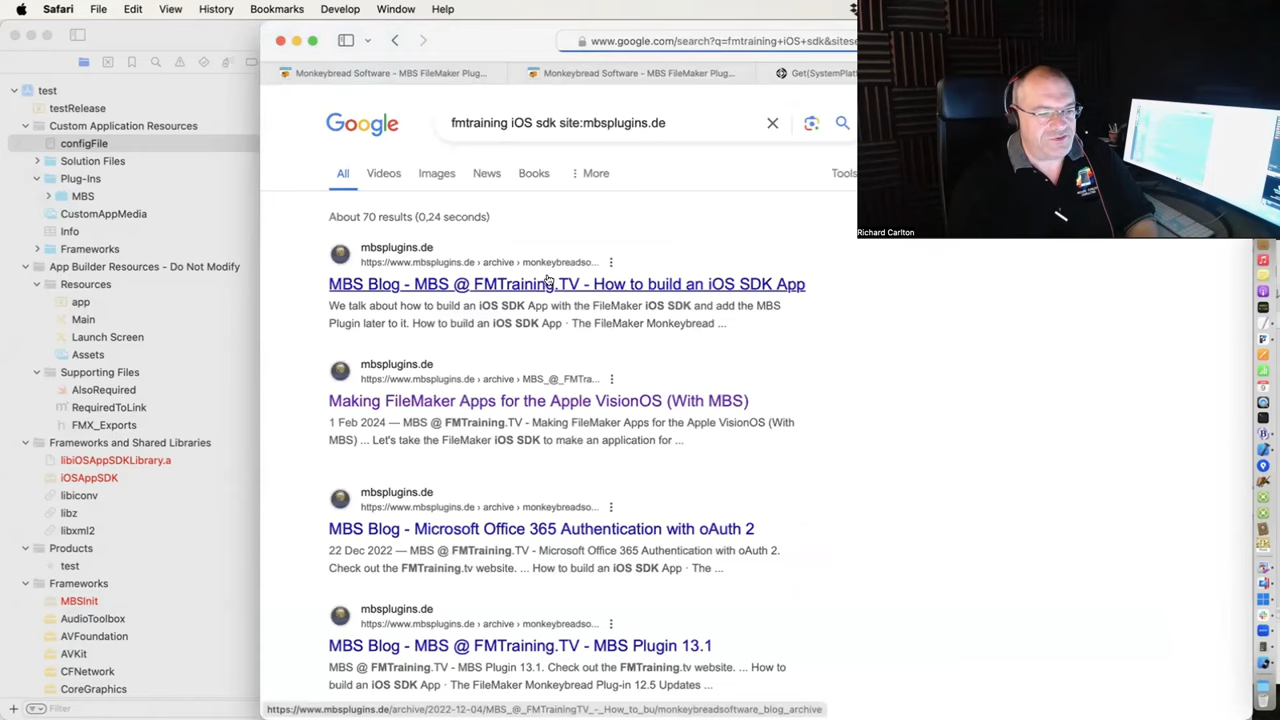 Safari File Edit View History Bookmarks Develop Window Help
www.google.com/search?q=fmtraining+iOS+sdk&sites
Monkeybread Software - MBS FileMaker Plug... Monkeybread Software - MBS FileMaker Plug... Get(SystemPlat
test
testRelease
Custom Application Resources
configFile
Solution Files
Plug-Ins
MBS
CustomAppMedia
Info
Frameworks
App Builder Resources - Do Not Modify
Resources
app
Main
Launch Screen
Assets
Supporting Files
AlsoRequired
RequiredToLink
FMX_Exports
Frameworks and Shared Libraries
libiOSAppSDKLibrary.a
iOSAppSDK
libiconv
libz
libxml2
Products
test
Frameworks
MBSInit
AudioToolbox
AVFoundation
AVKit
CFNetwork
CoreGraphics
Filter
Google
fmtraining iOS sdk site:mbsplugins.de
All Videos Images News Books More Tools
About 70 results (0,24 seconds)
mbsplugins.de
https://www.mbsplugins.de › archive › monkeybreadso...
MBS Blog - MBS @ FMTraining.TV - How to build an iOS SDK App
We talk about how to build an iOS SDK App with the FileMaker iOS SDK and add the MBS
Plugin later to it. How to build an iOS SDK App · The FileMaker Monkeybread ...
mbsplugins.de
https://www.mbsplugins.de › archive › MBS_@_FMTra...
Making FileMaker Apps for the Apple VisionOS (With MBS)
1 Feb 2024 — MBS @ FMTraining.TV - Making FileMaker Apps for the Apple VisionOS (With
MBS) ... Let's take the FileMaker iOS SDK to make an application for ...
mbsplugins.de
https://www.mbsplugins.de › archive › monkeybreadso...
MBS Blog - Microsoft Office 365 Authentication with oAuth 2
22 Dec 2022 — MBS @ FMTraining.TV - Microsoft Office 365 Authentication with oAuth 2.
Check out the FMTraining.tv website. ... How to build an iOS SDK App · The ...
mbsplugins.de
https://www.mbsplugins.de › archive › monkeybreadso...
MBS Blog - MBS @ FMTraining.TV - MBS Plugin 13.1
MBS @ FMTraining.TV - MBS Plugin 13.1. Check out the FMTraining.tv website. ... How to
build an iOS SDK App · The FileMaker Monkeybread Plug-in 12.5 Updates ...
https://www.mbsplugins.de/archive/2022-12-04/MBS_@_FMTrainingTV_-_How_to_bu/monkeybreadsoftware_blog_archive
Richard Carlton